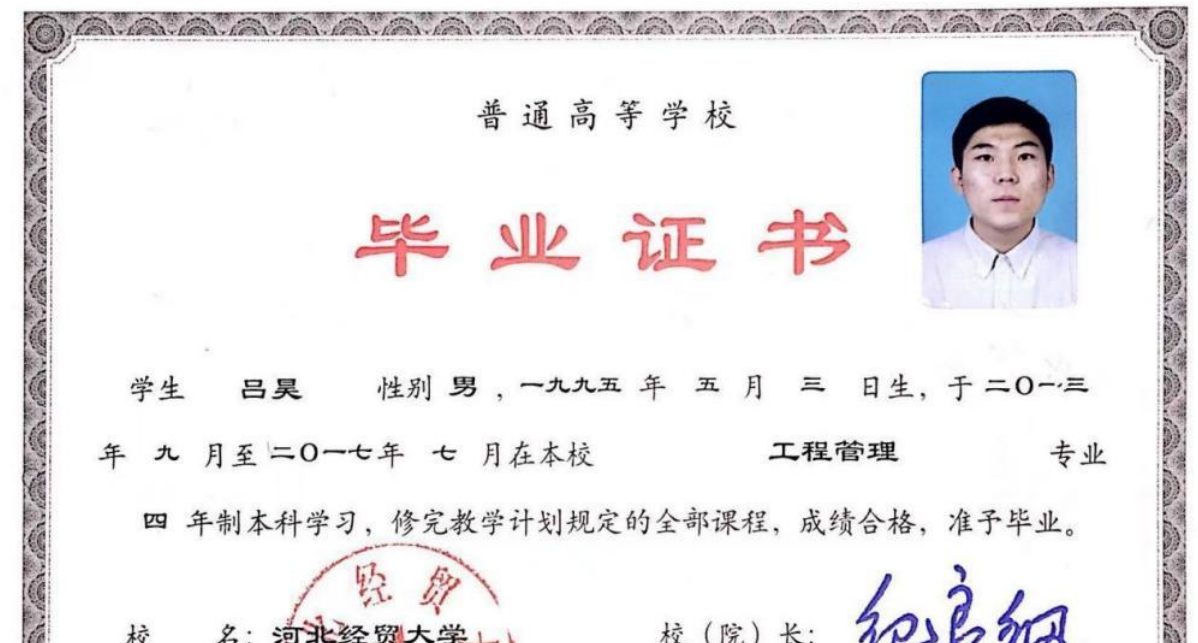 普通高等学校
毕业证书
学生 吕昊 性别 男 ，一九九五 年 五 月 三 日生，于 二〇一三
年 九 月至 二〇一七年 七 月在本校 工程管理 专业
四 年制本科学习，修完教学计划规定的全部课程，成绩合格，准予毕业。
经贸
校 名：河北经贸大学 校（院）长：